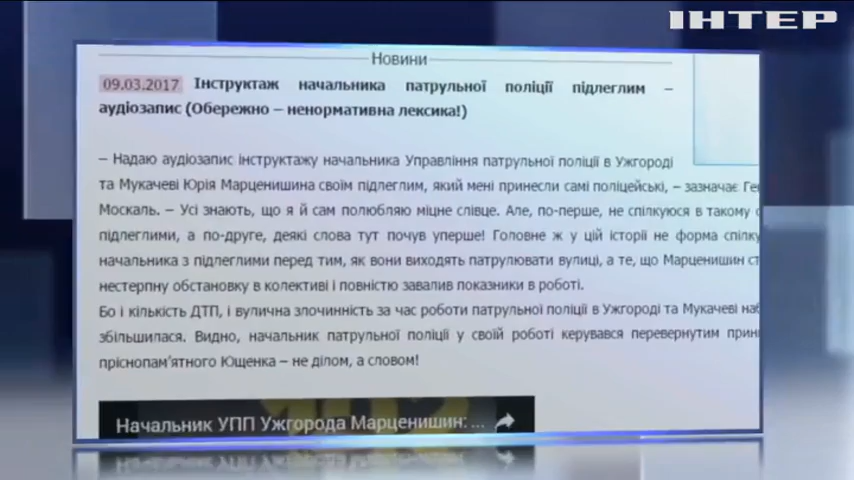 ІНТЕР
Новини
09.03.2017 Інструктаж начальника патрульної поліції підлеглим –
аудіозапис (Обережно – ненормативна лексика!)
– Надаю аудіозапис інструктажу начальника Управління патрульної поліції в Ужгороді
та Мукачеві Юрія Марценишина своїм підлеглим, який мені принесли самі поліцейські, – зазначає
Москаль. – Усі знають, що я й сам полюбляю міцне слівце. Але, по-перше, не спілкуюся в такому
підлеглими, а по-друге, деякі слова тут почув уперше! Головне ж у цій історії не форма
начальника з підлеглими перед тим, як вони виходять патрулювати вулиці, а те, що Марценишин
нестерпну обстановку в колективі і повністю завалив показники в роботі.
Бо і кількість ДТП, і вулична злочинність за час роботи патрульної поліції в Ужгороді та Мукачеві
збільшилася. Видно, начальник патрульної поліції у своїй роботі керувався перевернутим
пріснопам'ятного Ющенка – не ділом, а словом!
Начальник УПП Ужгорода Марценишин: ...